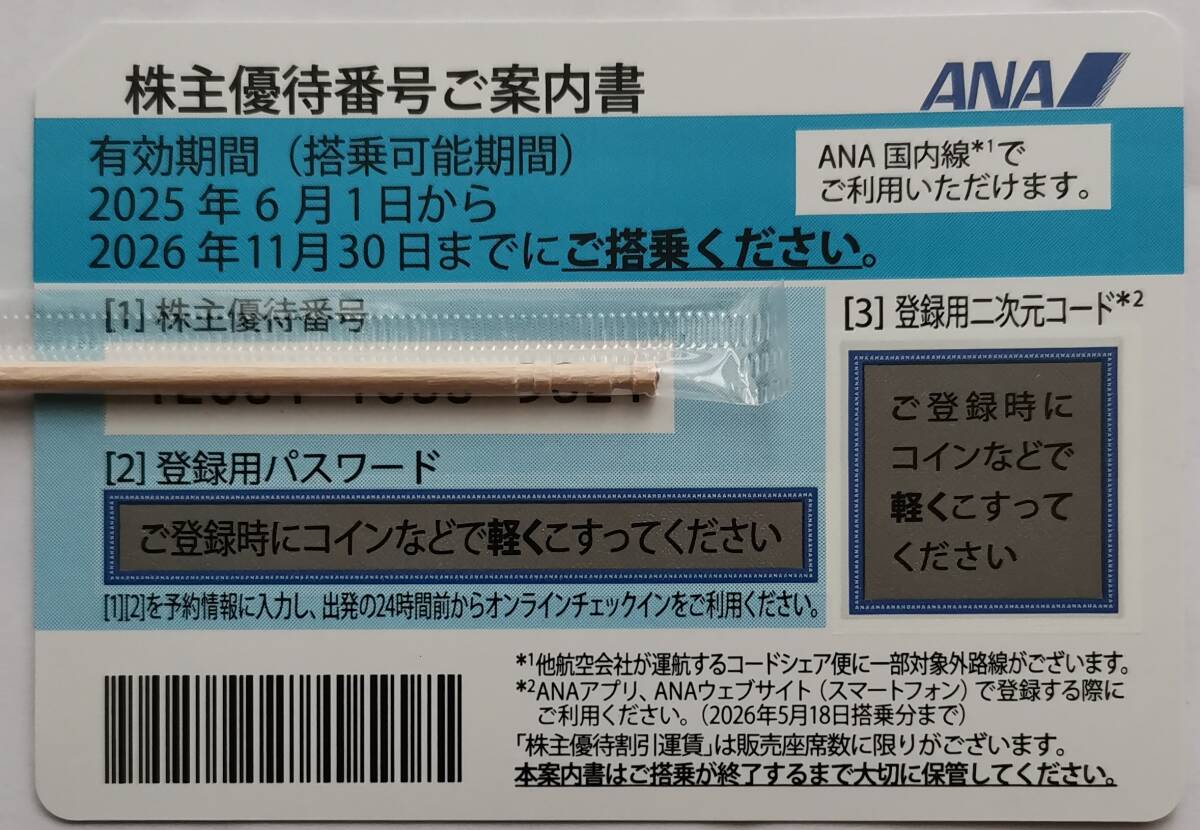 株主優待番号ご案内書
ANA
有効期間（搭乗可能期間）
2025年6月1日から
2026年11月30日までにご搭乗ください。
ANA国内線*1で
ご利用いただけます。
[1] 株主優待番号
[2] 登録用パスワード
ご登録時にコインなどで軽くこすってください
[1][2]を予約情報に入力し、出発の24時間前からオンラインチェックインをご利用ください。
[3] 登録用二次元コード*2
ご登録時に
コインなどで
軽くこすって
ください
*1他航空会社が運航するコードシェア便に一部対象外路線がございます。
*2ANAアプリ、ANAウェブサイト（スマートフォン）で登録する際に
ご利用ください。（2026年5月18日搭乗分まで）
「株主優待割引運賃」は販売座席数に限りがございます。
本案内書はご搭乗が終了するまで大切に保管してください。